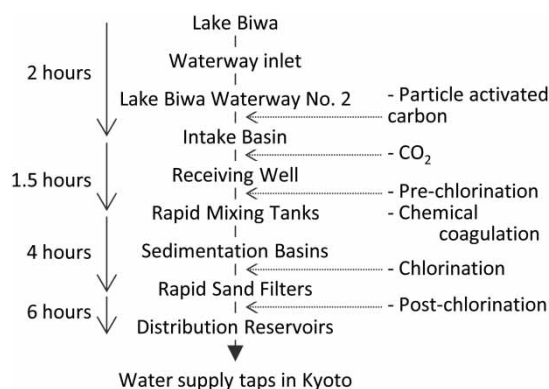 Lake Biwa
Waterway inlet
2 hours
Lake Biwa Waterway No. 2
- Particle activated
carbon
Intake Basin
- CO₂
Receiving Well
1.5 hours
- Pre-chlorination
Rapid Mixing Tanks
- Chemical
coagulation
Sedimentation Basins
4 hours
- Chlorination
Rapid Sand Filters
6 hours
- Post-chlorination
Distribution Reservoirs
Water supply taps in Kyoto